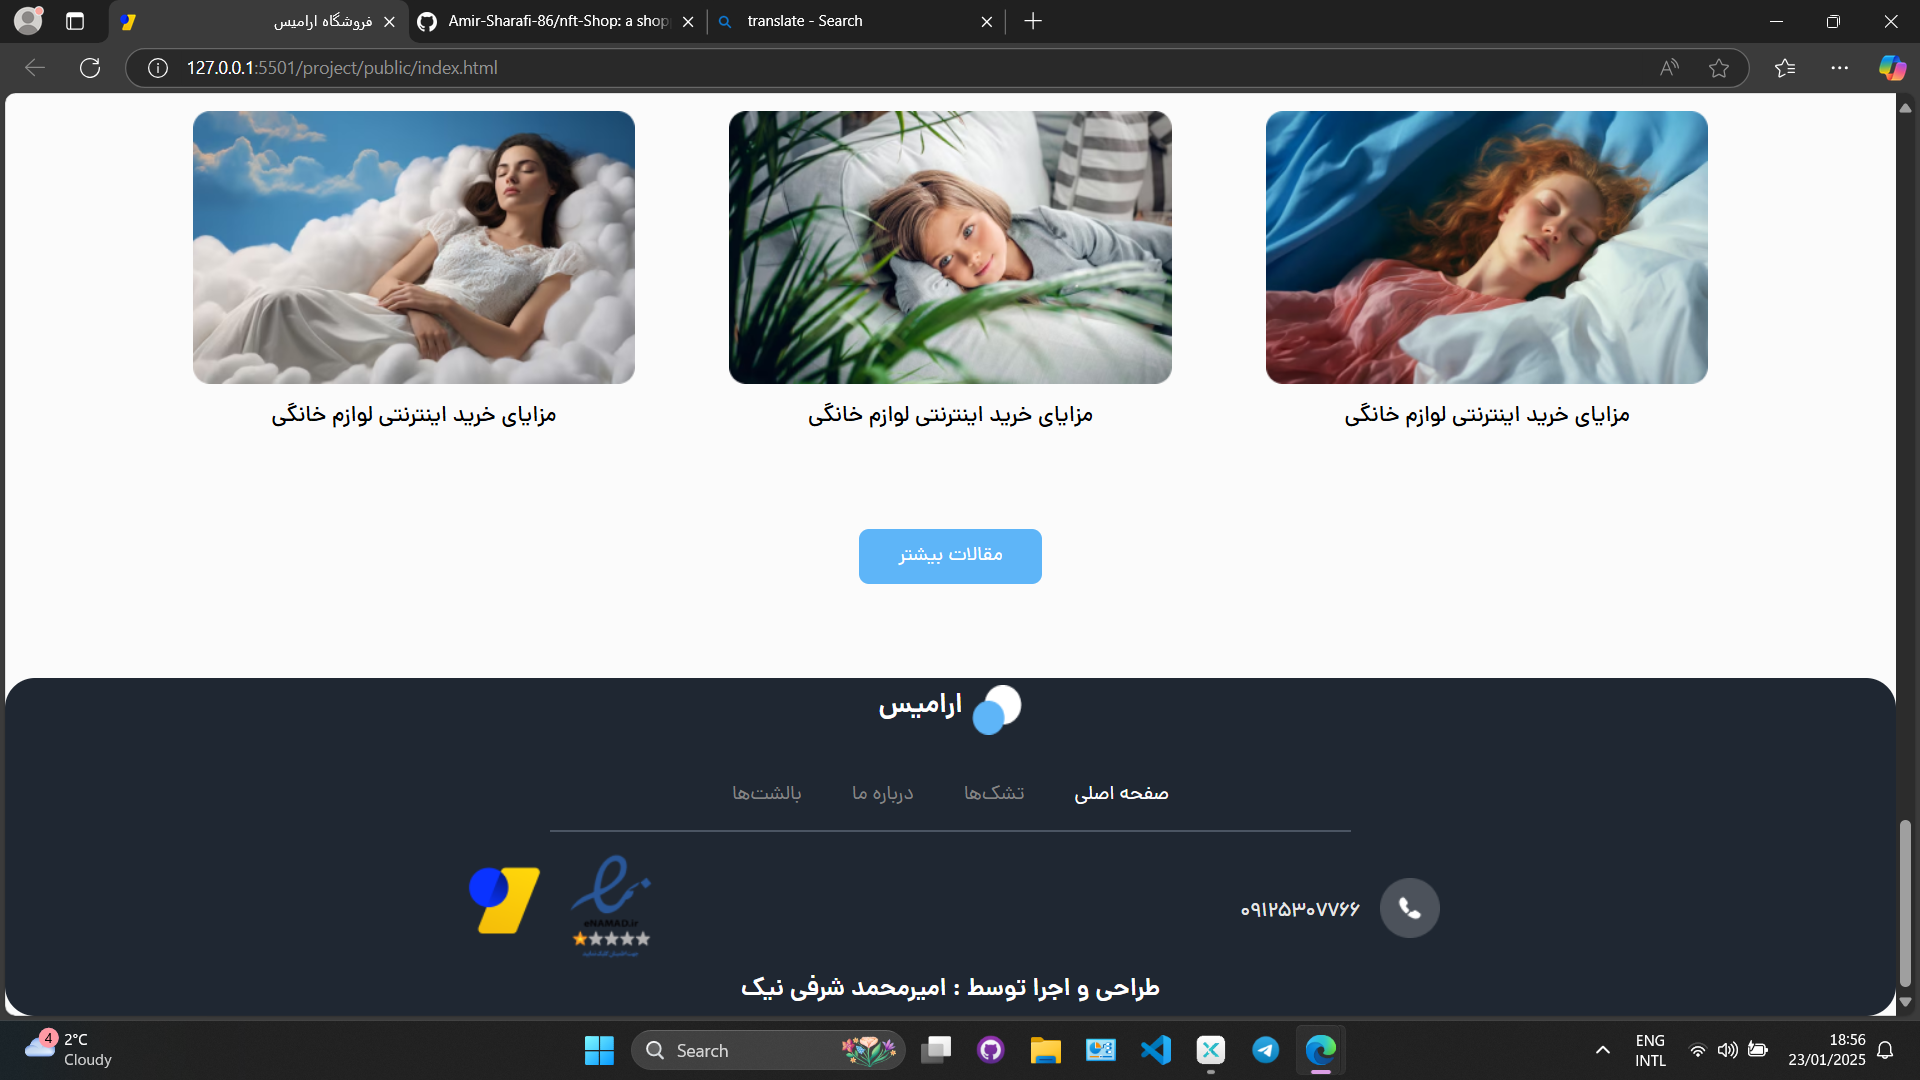 فروشگاه ارامیس
Amir-Sharafi-86/nft-Shop: a shop
translate - Search
127.0.0.1:5501/project/public/index.html
مزایای خرید اینترنتی لوازم خانگی
مزایای خرید اینترنتی لوازم خانگی
مزایای خرید اینترنتی لوازم خانگی
مقالات بیشتر
ارامیس
صفحه اصلی
تشک‌ها
درباره ما
بالشت‌ها
۰۹۱۲۵۳۰۷۷۶۶
eNAMAD.ir
طراحی و اجرا توسط : امیرمحمد شرفی نیک
4
2°C
Cloudy
Search
ENG
INTL
18:56
23/01/2025